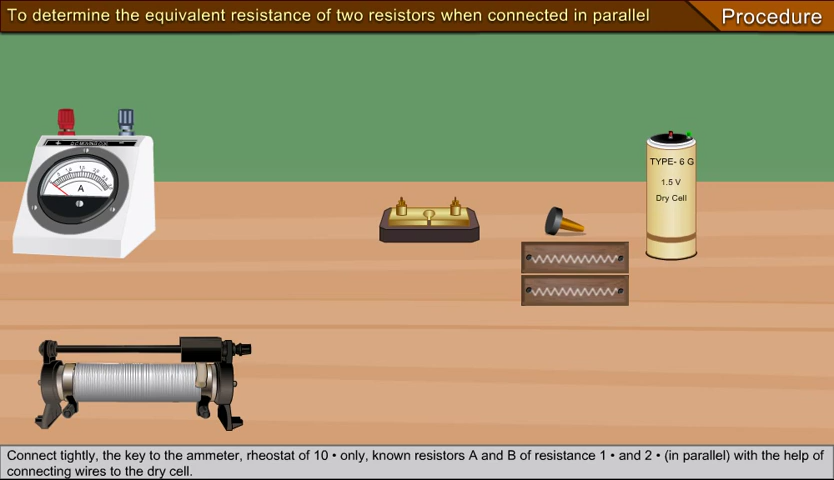 To determine the equivalent resistance of two resistors when connected in parallel
Procedure
A
TYPE- 6 G
1.5 V
Dry Cell
Connect tightly, the key to the ammeter, rheostat of 10 • only, known resistors A and B of resistance 1 • and 2 • (in parallel) with the help of
connecting wires to the dry cell.